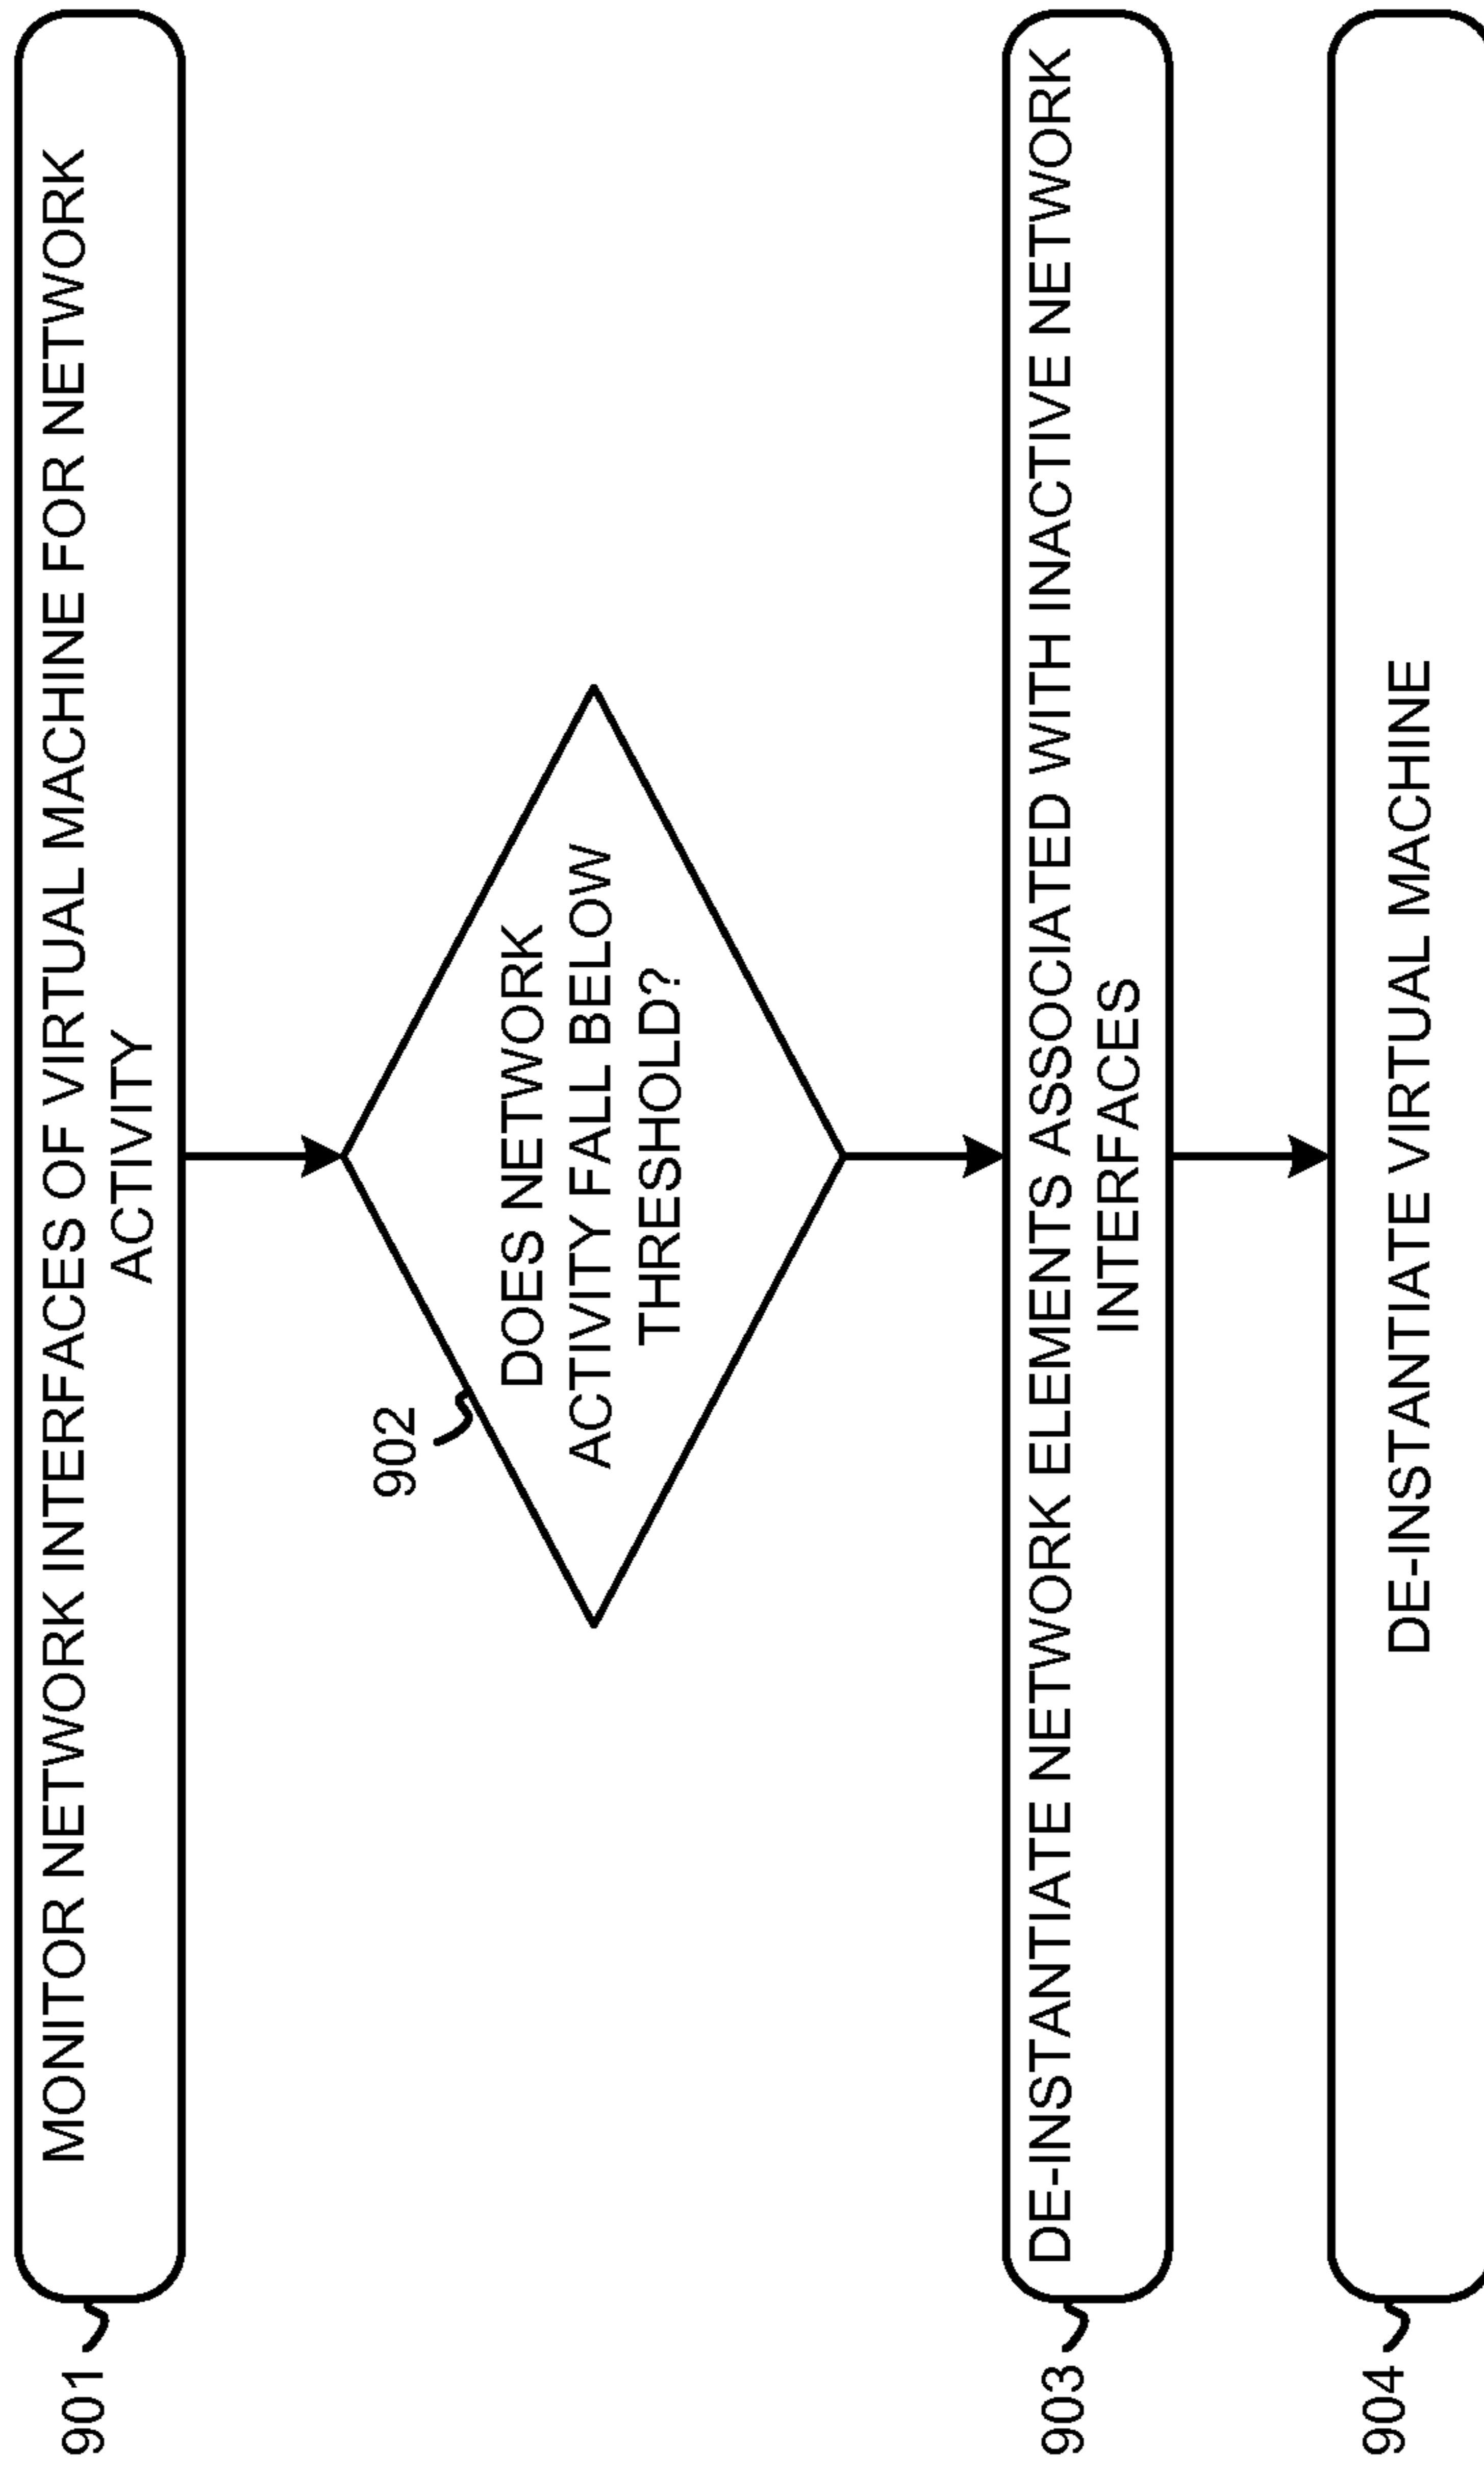 901
MONITOR NETWORK INTERFACES OF VIRTUAL MACHINE FOR NETWORK
ACTIVITY
902
DOES NETWORK
ACTIVITY FALL BELOW
THRESHOLD?
903
DE-INSTANTIATE NETWORK ELEMENTS ASSOCIATED WITH INACTIVE NETWORK
INTERFACES
904
DE-INSTANTIATE VIRTUAL MACHINE